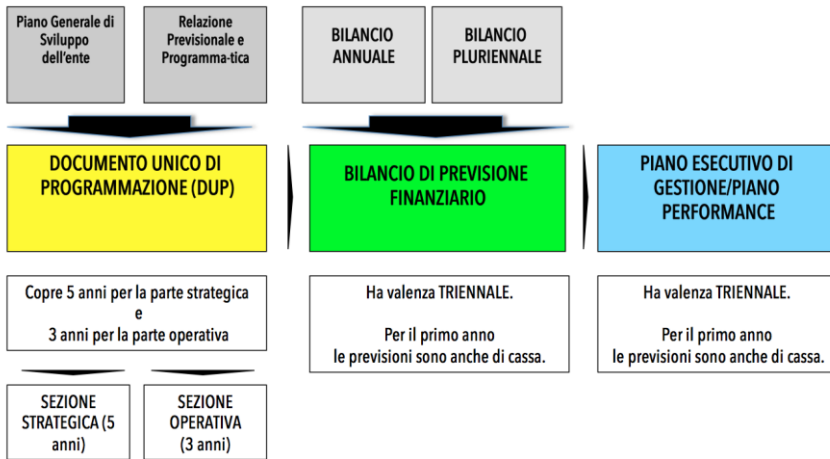 Piano Generale di
Sviluppo
dell'ente
Relazione
Previsionale e
Programma-tica
BILANCIO
ANNUALE
BILANCIO
PLURIENNALE
DOCUMENTO UNICO DI
PROGRAMMAZIONE (DUP)
BILANCIO DI PREVISIONE
FINANZIARIO
PIANO ESECUTIVO DI
GESTIONE/PIANO
PERFORMANCE
Copre 5 anni per la parte strategica
e
3 anni per la parte operativa
Ha valenza TRIENNALE.
Per il primo anno
le previsioni sono anche di cassa.
Ha valenza TRIENNALE.
Per il primo anno
le previsioni sono anche di cassa.
SEZIONE
STRATEGICA (5
anni)
SEZIONE
OPERATIVA
(3 anni)